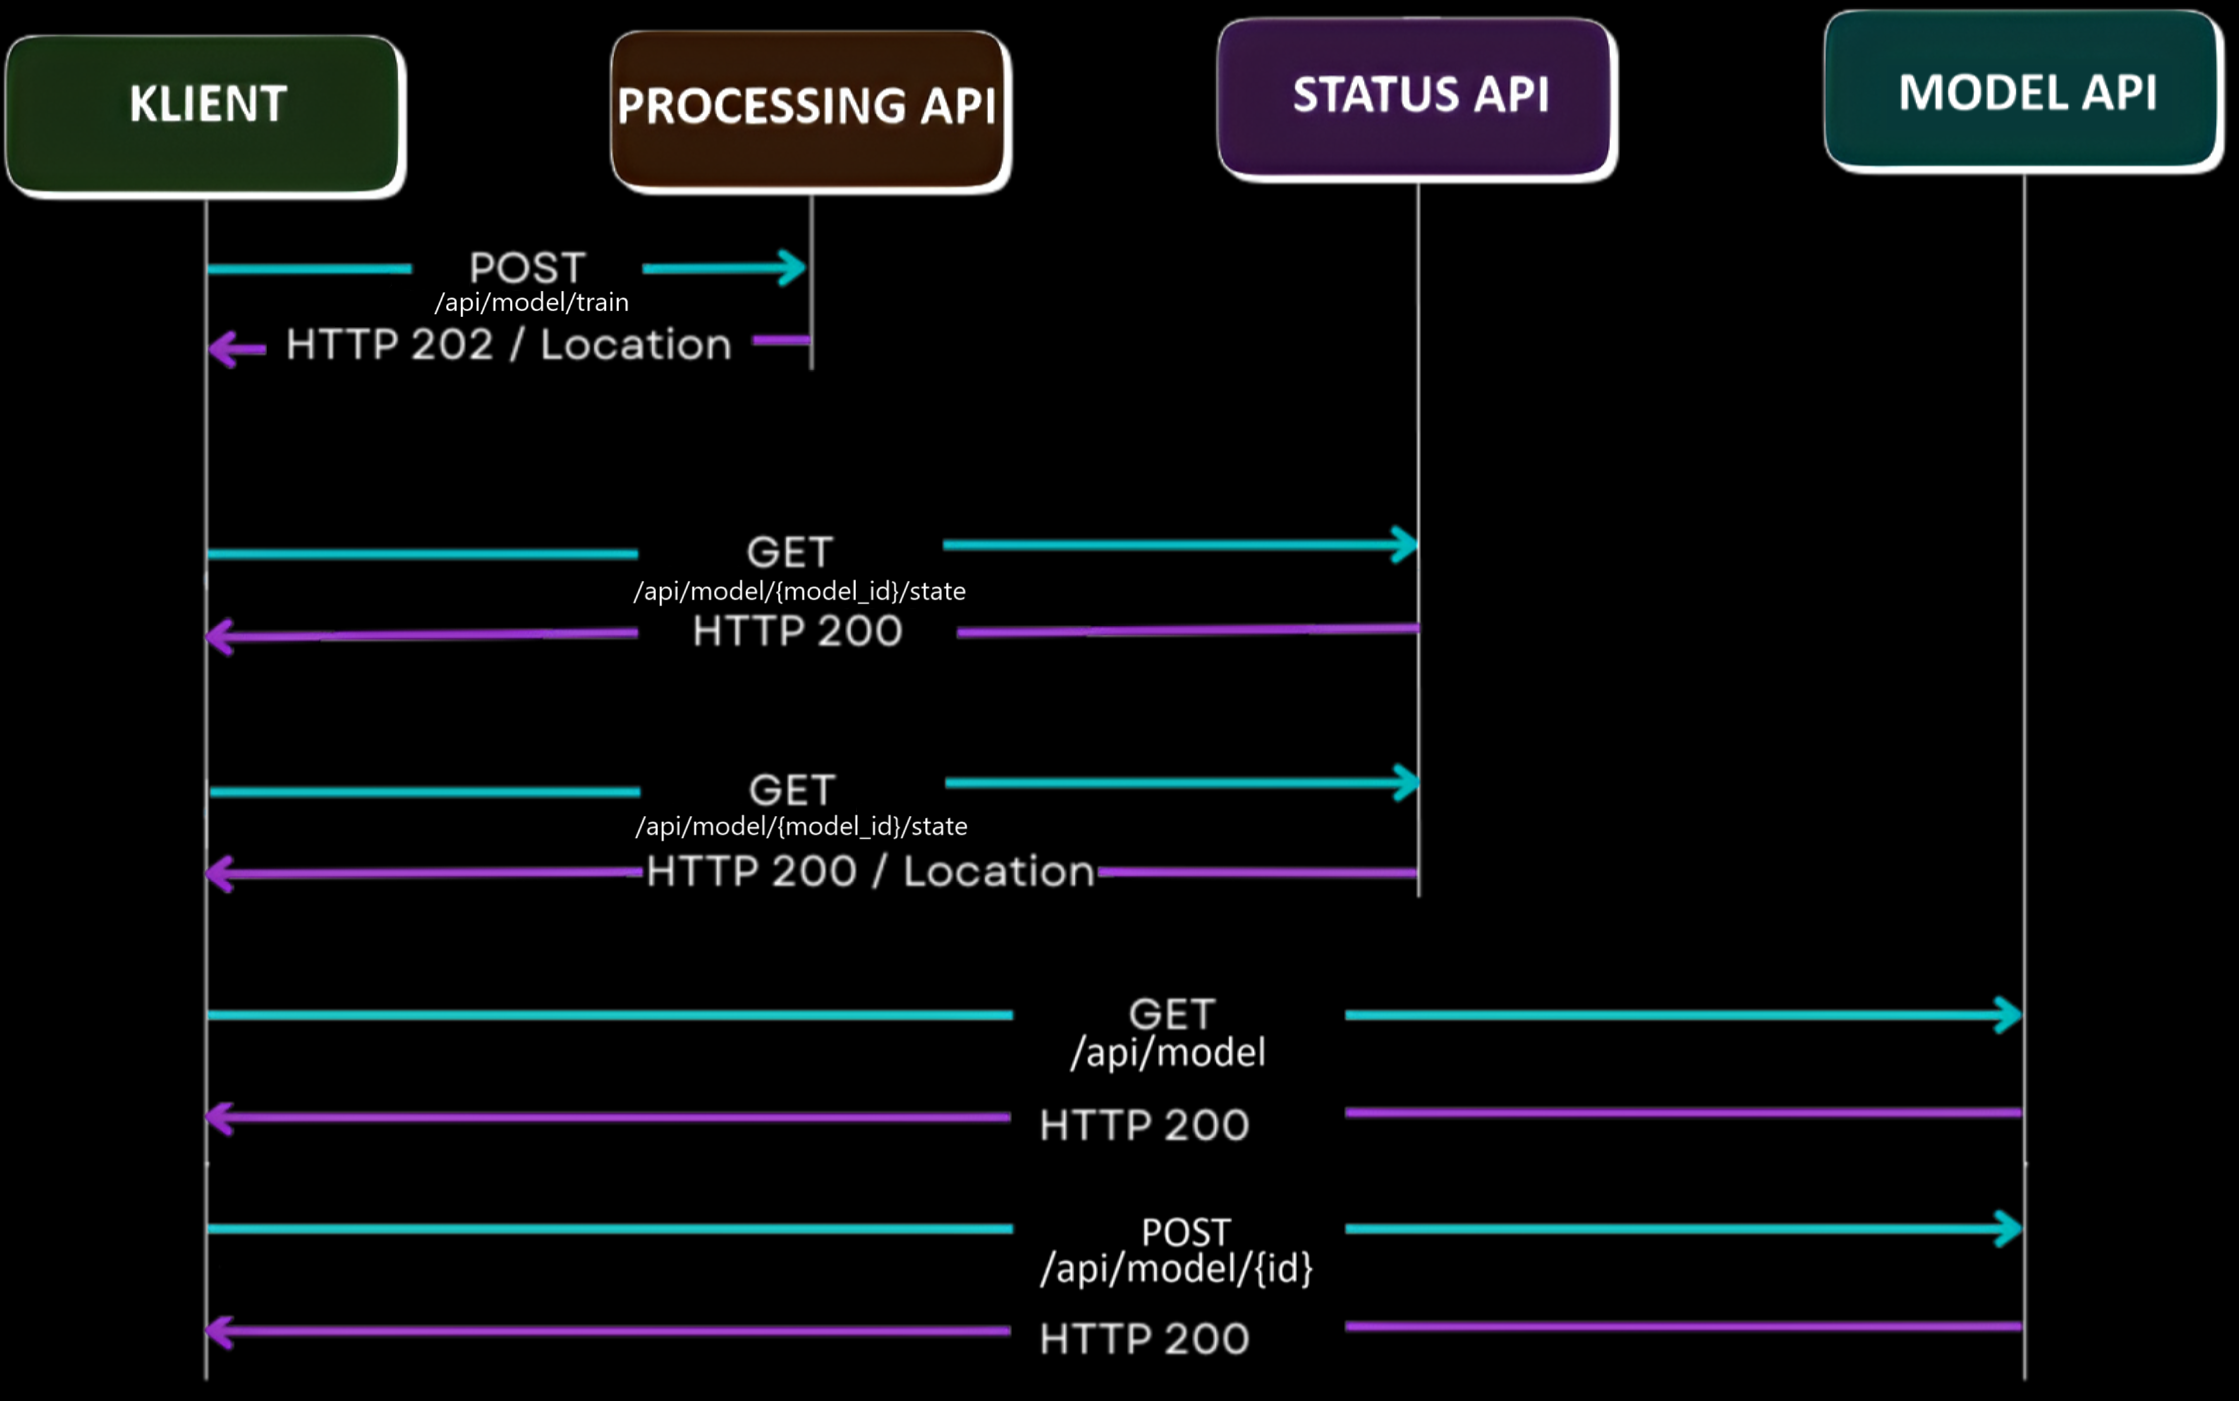 KLIENT
PROCESSING API
STATUS API
MODEL API
POST
/api/model/train
HTTP 202 / Location
GET
/api/model/{model_id}/state
HTTP 200
GET
/api/model/{model_id}/state
HTTP 200 / Location
GET
/api/model
HTTP 200
POST
/api/model/{id}
HTTP 200